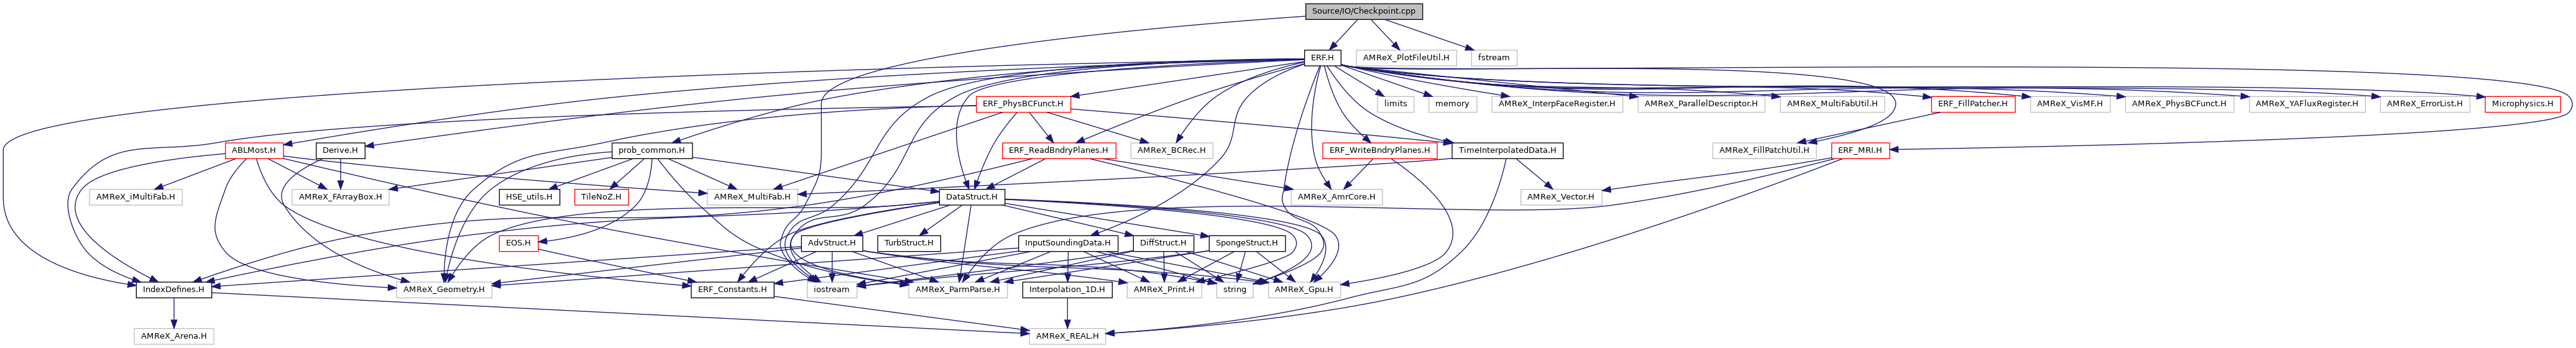 Source/IO/Checkpoint.cpp
ERF.H
AMReX_PlotFileUtil.H
fstream
ERF_PhysBCFunct.H
limits
memory
AMReX_InterpFaceRegister.H
AMReX_ParallelDescriptor.H
AMReX_MultiFabUtil.H
ERF_FillPatcher.H
AMReX_VisMF.H
AMReX_PhysBCFunct.H
AMReX_YAFluxRegister.H
AMReX_ErrorList.H
Microphysics.H
ABLMost.H
Derive.H
prob_common.H
ERF_ReadBndryPlanes.H
AMReX_BCRec.H
ERF_WriteBndryPlanes.H
TimeInterpolatedData.H
AMReX_FillPatchUtil.H
ERF_MRI.H
AMReX_iMultiFab.H
AMReX_FArrayBox.H
HSE_utils.H
TileNoZ.H
AMReX_MultiFab.H
DataStruct.H
AMReX_AmrCore.H
AMReX_Vector.H
EOS.H
AdvStruct.H
TurbStruct.H
InputSoundingData.H
DiffStruct.H
SpongeStruct.H
IndexDefines.H
AMReX_Geometry.H
ERF_Constants.H
iostream
AMReX_ParmParse.H
Interpolation_1D.H
AMReX_Print.H
string
AMReX_Gpu.H
AMReX_Arena.H
AMReX_REAL.H